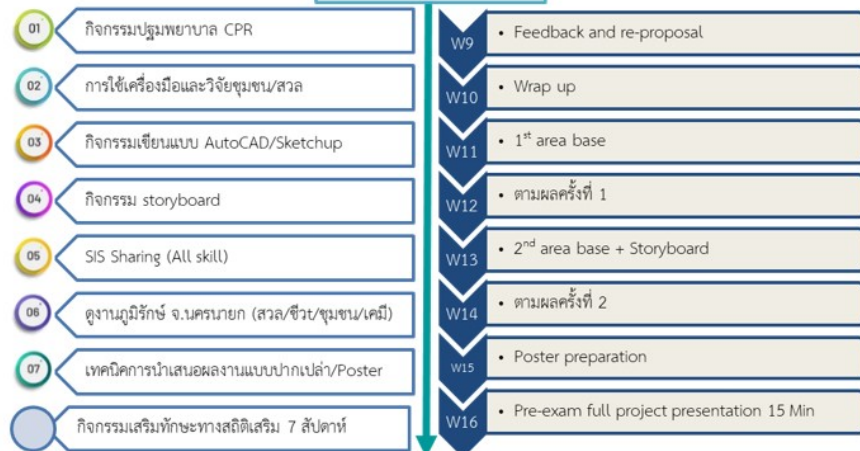 01 กิจกรรมปฐมพยาบาล CPR
02 การใช้เครื่องมือและวิจัยชุมชน/สวล
03 กิจกรรมเขียนแบบ AutoCAD/Sketchup
04 กิจกรรม storyboard
05 SIS Sharing (All skill)
06 ดูงานภูมิรักษ์ จ.นครนายก (สวล/ชีวt/ชุมชน/เคมี)
07 เทคนิคการนำเสนอผลงานแบบปากเปล่า/Poster
กิจกรรมเสริมทักษะทางสถิติเสริม 7 สัปดาห์
W9 • Feedback and re-proposal
W10 • Wrap up
W11 • 1st area base
W12 • ตามผลครั้งที่ 1
W13 • 2nd area base + Storyboard
W14 • ตามผลครั้งที่ 2
W15 • Poster preparation
W16 • Pre-exam full project presentation 15 Min